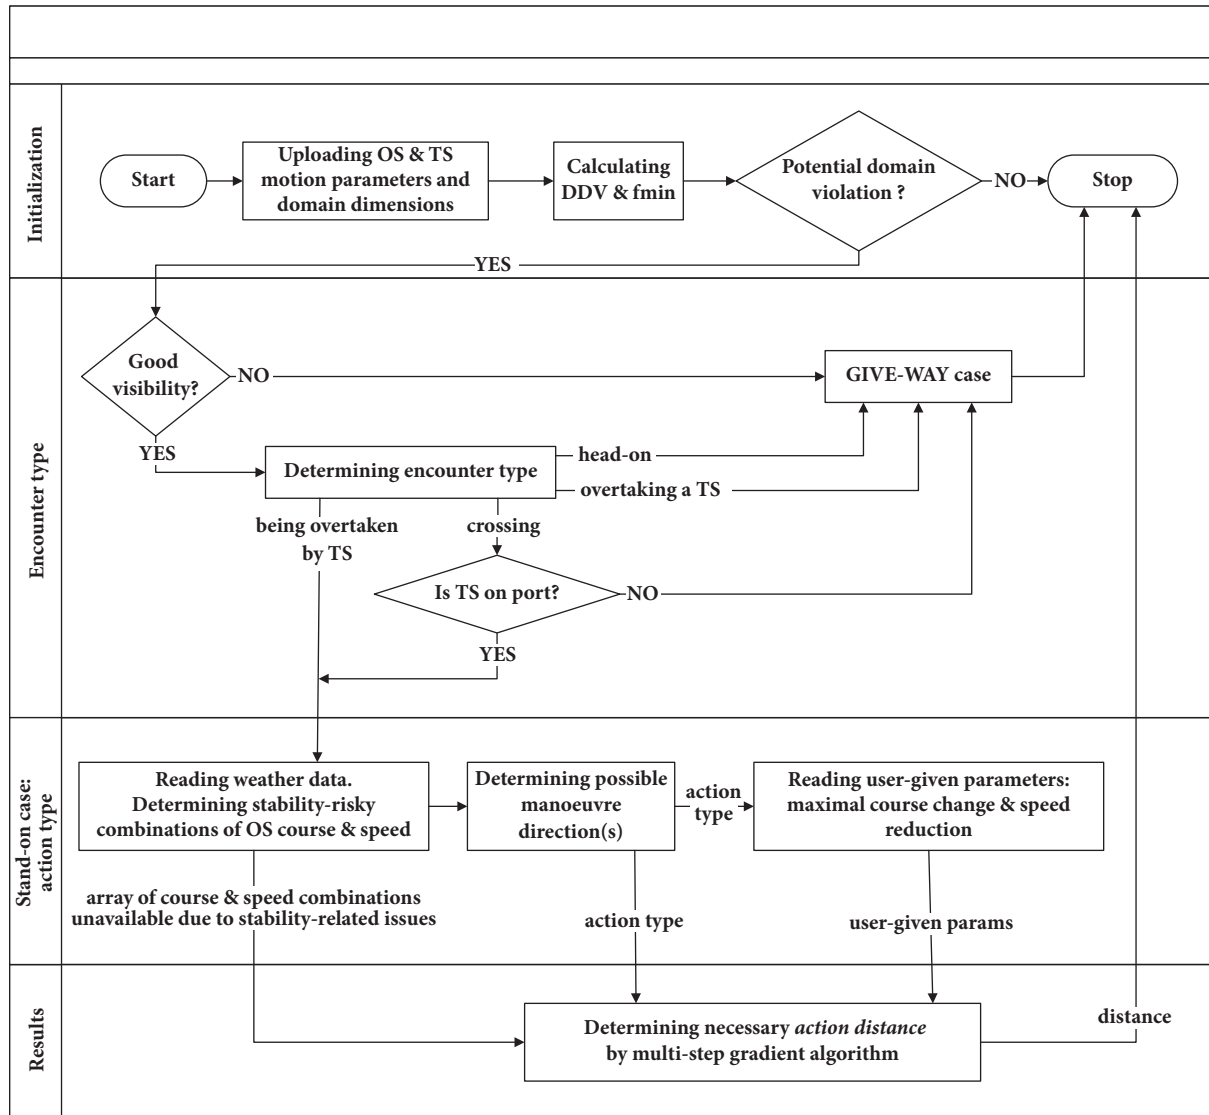 Initialization
Start
Uploading OS & TS
motion parameters and
domain dimensions
Calculating
DDV & fmin
Potential domain
violation ?
NO
Stop
YES
Encounter type
Good
visibility?
NO
GIVE-WAY case
YES
Determining encounter type
head-on
overtaking a TS
being overtaken
by TS
crossing
Is TS on port?
NO
YES
Stand-on case:
action type
Reading weather data.
Determining stability-risky
combinations of OS course & speed
Determining possible
manoeuvre
direction(s)
action
type
Reading user-given parameters:
maximal course change & speed
reduction
array of course & speed combinations
unavailable due to stability-related issues
action type
user-given params
Results
Determining necessary action distance
by multi-step gradient algorithm
distance